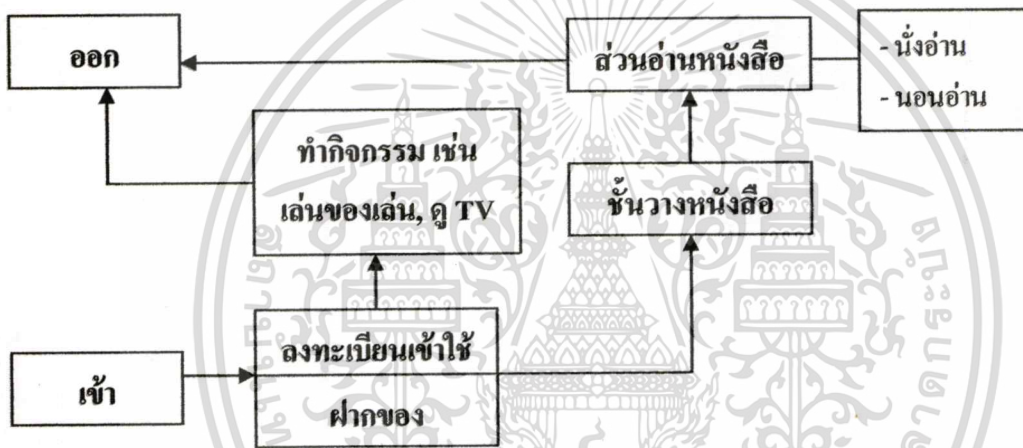 ออก
ส่วนอ่านหนังสือ
- นั่งอ่าน
- นอนอ่าน
ทำกิจกรรม เช่น
เล่นของเล่น, ดู TV
ชั้นวางหนังสือ
ลงทะเบียนเข้าใช้
ฝากของ
เข้า